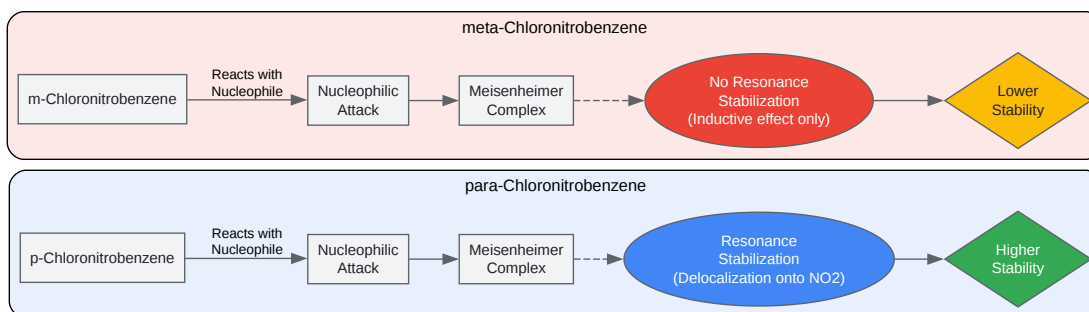 meta-Chloronitrobenzene
m-Chloronitrobenzene
Reacts with
Nucleophile
Nucleophilic
Attack
Meisenheimer
Complex
No Resonance
Stabilization
(Inductive effect only)
Lower
Stability
para-Chloronitrobenzene
p-Chloronitrobenzene
Reacts with
Nucleophile
Nucleophilic
Attack
Meisenheimer
Complex
Resonance
Stabilization
(Delocalization onto NO2)
Higher
Stability